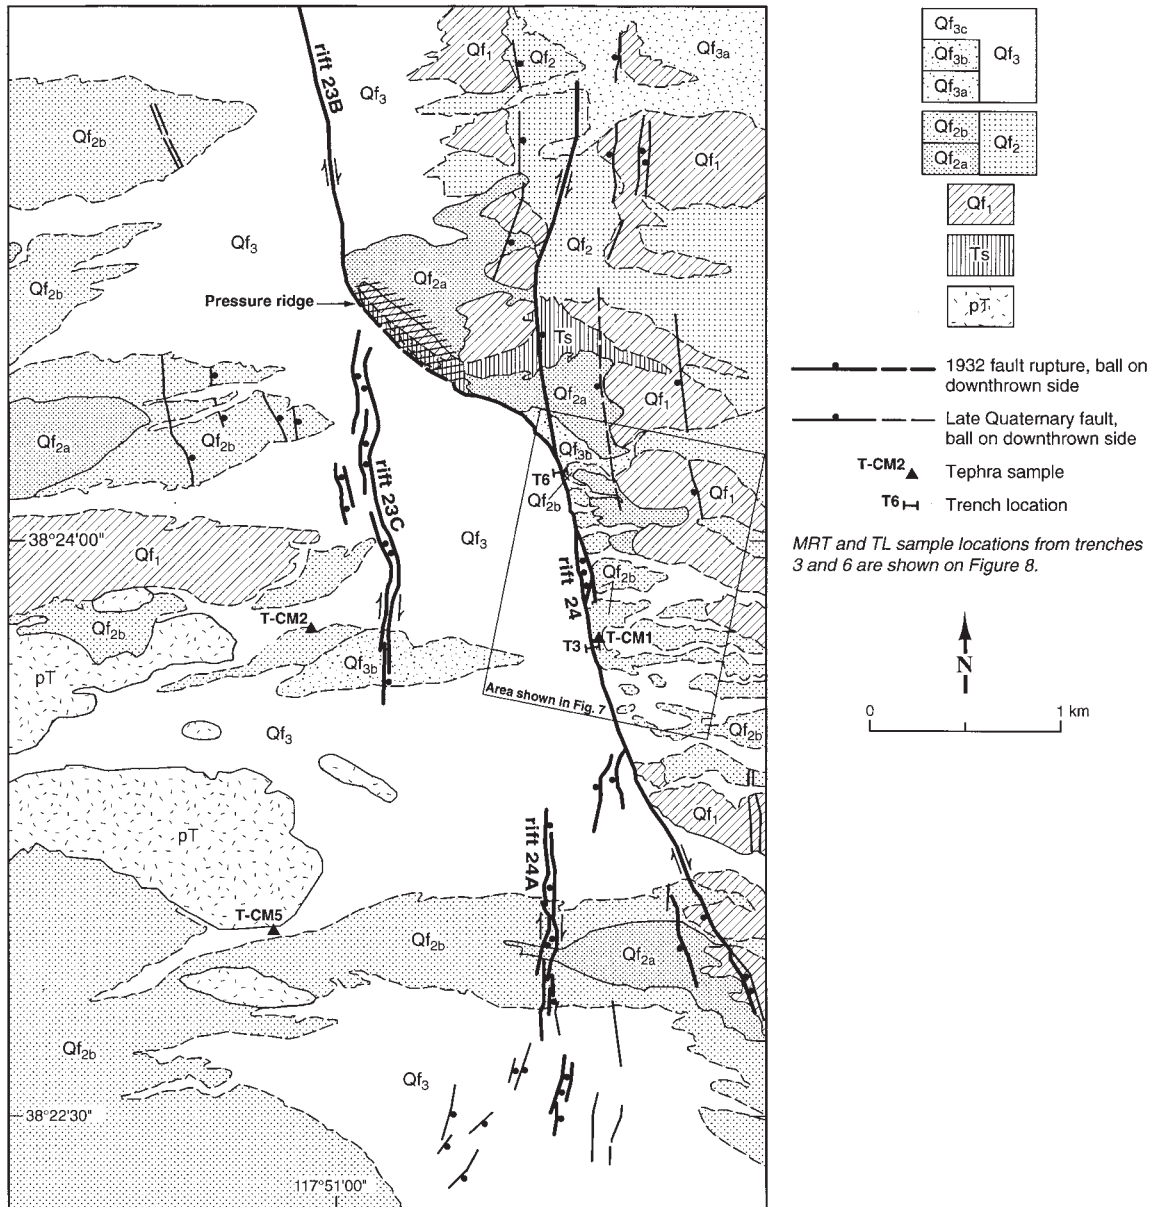 rift 23B
Qf3
Qf1
Qf2
Qf3a
Qf2b
Qf1
Qf3
Qf2
Qf2b
Qf2a
Pressure ridge
Ts
Qf2a
Qf1
Qf2a
Qf2b
Qf3b
T6
Qf2b
Qf1
rift 23C
38°24'00"
Qf1
Qf3
rift 24
Qf2b
T-CM2
Qf2b
T-CM1
T3
pT
Qf3b
Area shown in Fig. 7
Qf3
Qf2b
pT
Qf1
rift 24A
T-CM5
Qf2b
Qf2a
Qf2b
Qf3
38°22'30"
117°51'00"
Qf3c
Qf3b
Qf3
Qf3a
Qf2b
Qf2
Qf2a
Qf1
Ts
pT
1932 fault rupture, ball on
downthrown side
Late Quaternary fault,
ball on downthrown side
T-CM2
Tephra sample
T6
Trench location
MRT and TL sample locations from trenches
3 and 6 are shown on Figure 8.
N
0 1 km